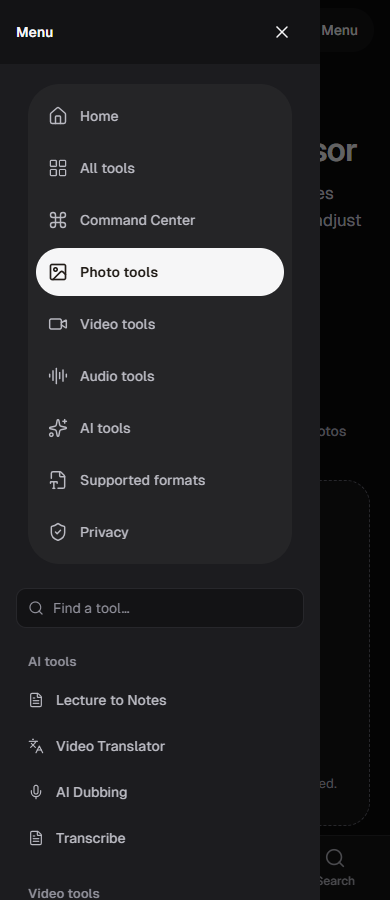 Menu
Menu
sor
es
adjust
otos
ed.
Search
Home
All tools
Command Center
Photo tools
Video tools
Audio tools
AI tools
Supported formats
Privacy
Find a tool...
AI tools
Lecture to Notes
Video Translator
AI Dubbing
Transcribe
Video tools